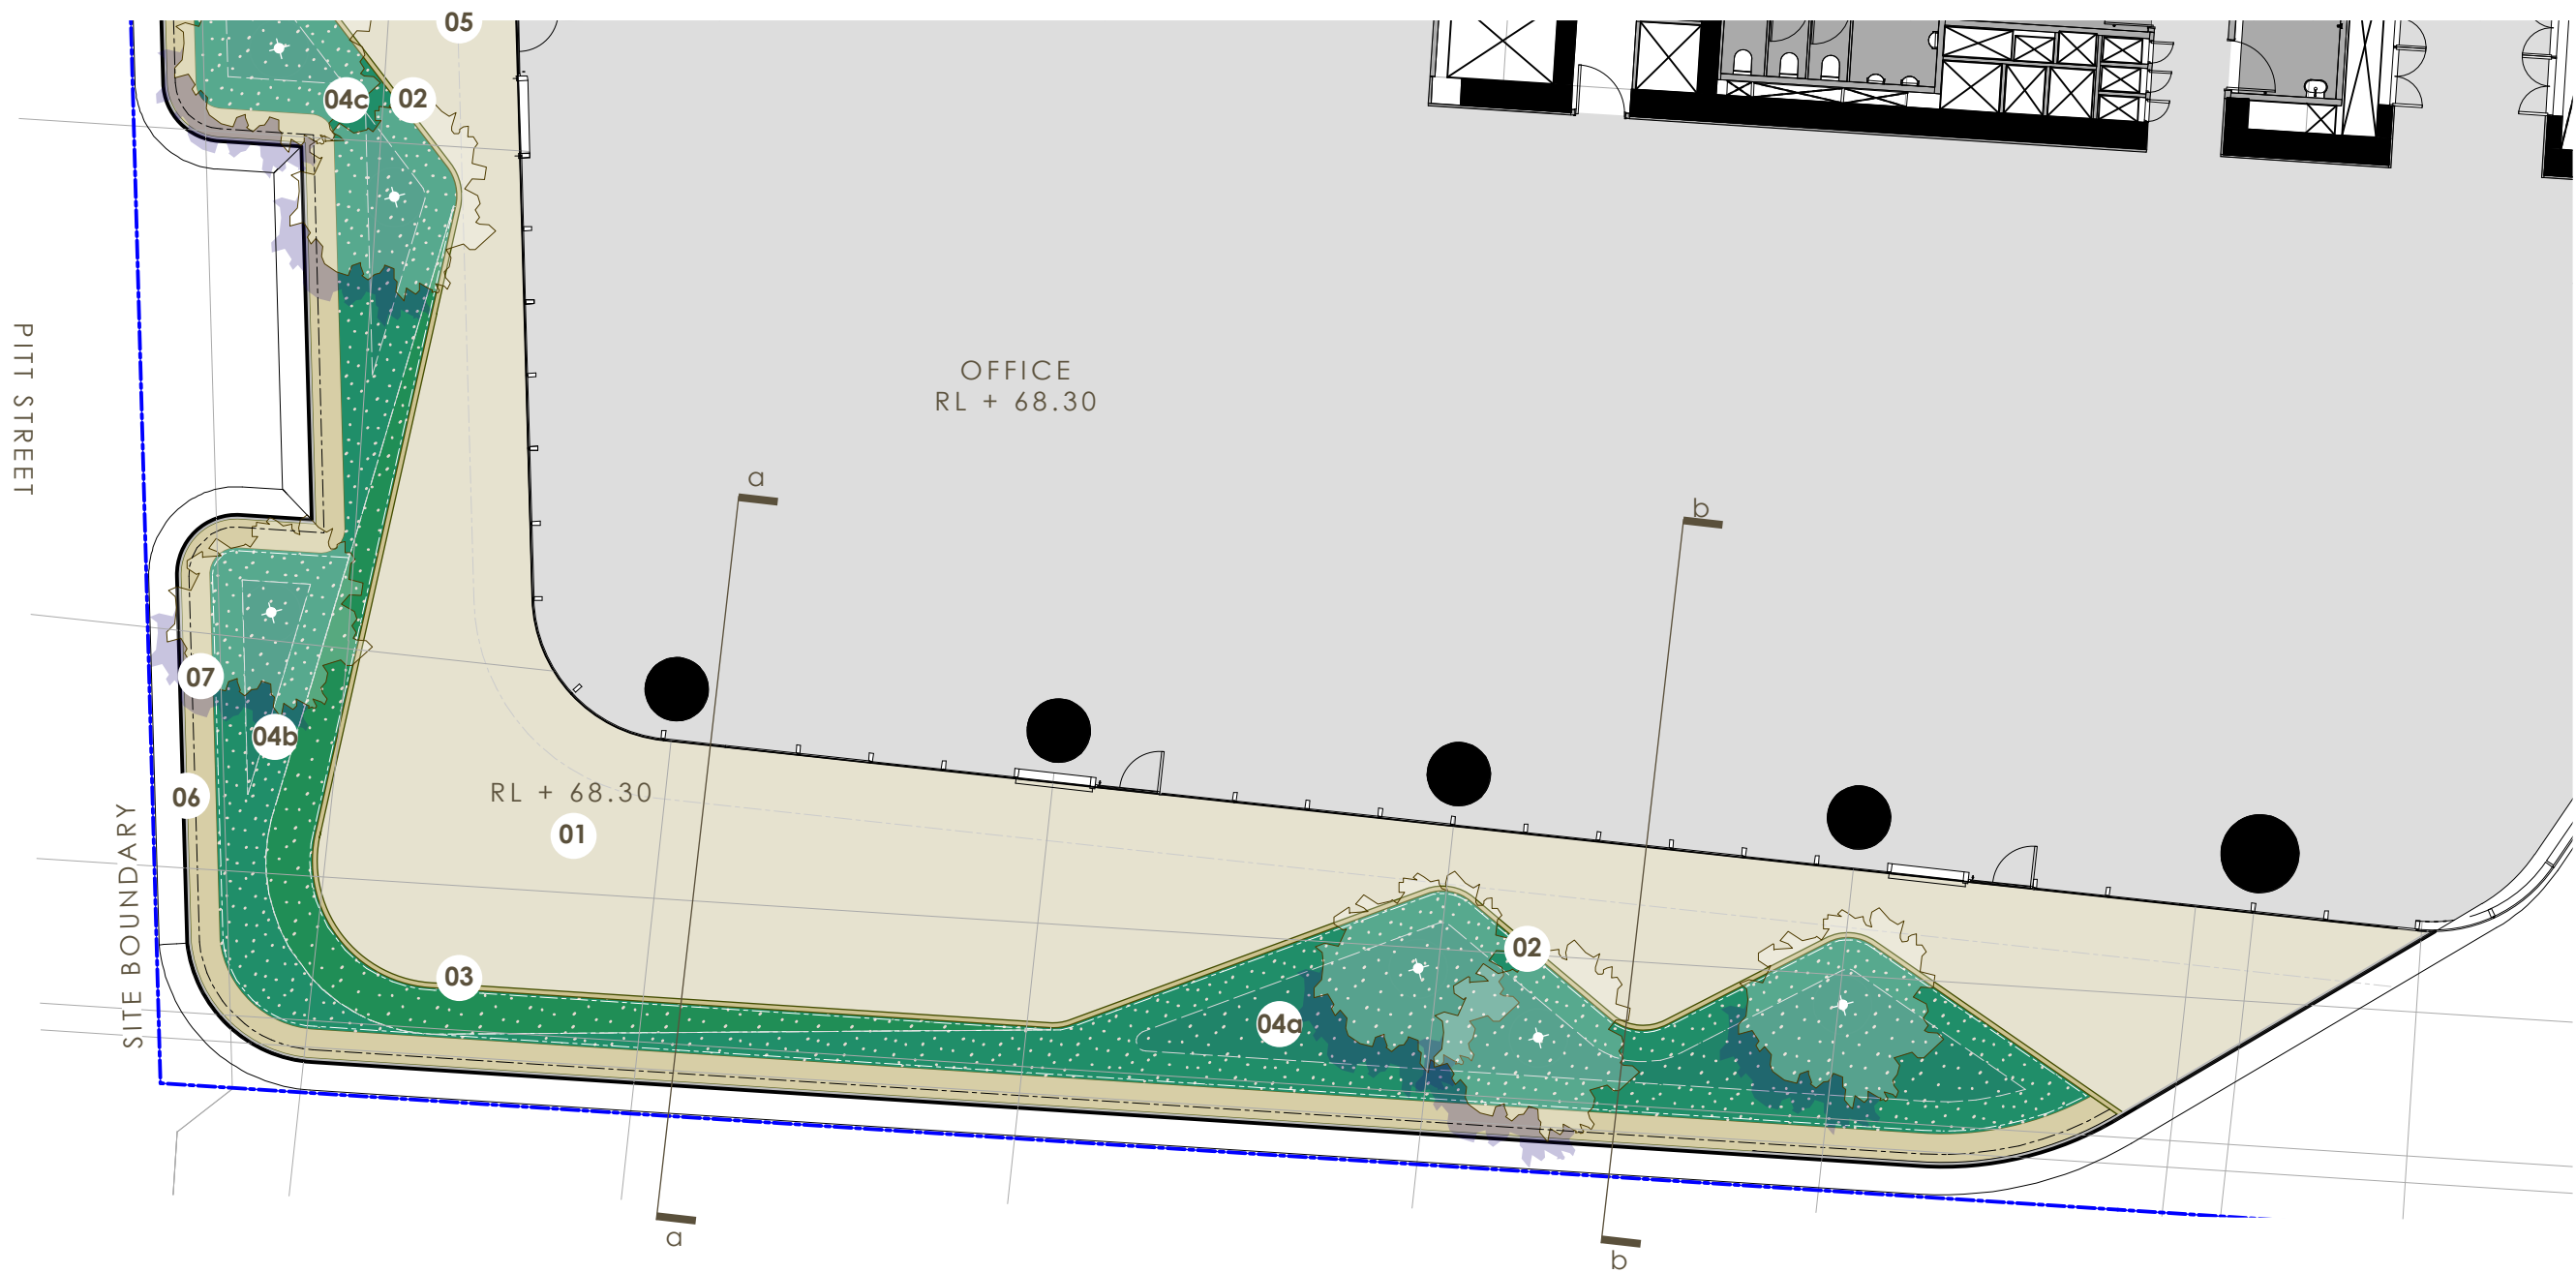 05
04c
02
PITT STREET
OFFICE
RL + 68.30
a
b
07
04b
06
RL + 68.30
01
SITE BOUNDARY
03
02
04a
a
b